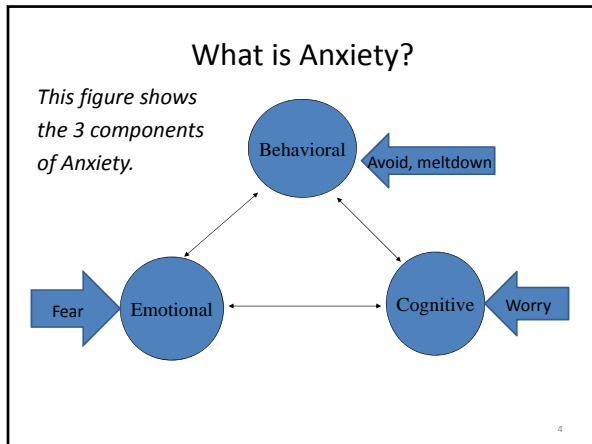 What is Anxiety?
This figure shows
the 3 components
of Anxiety.
Behavioral
Avoid, meltdown
Fear
Emotional
Cognitive
Worry
4